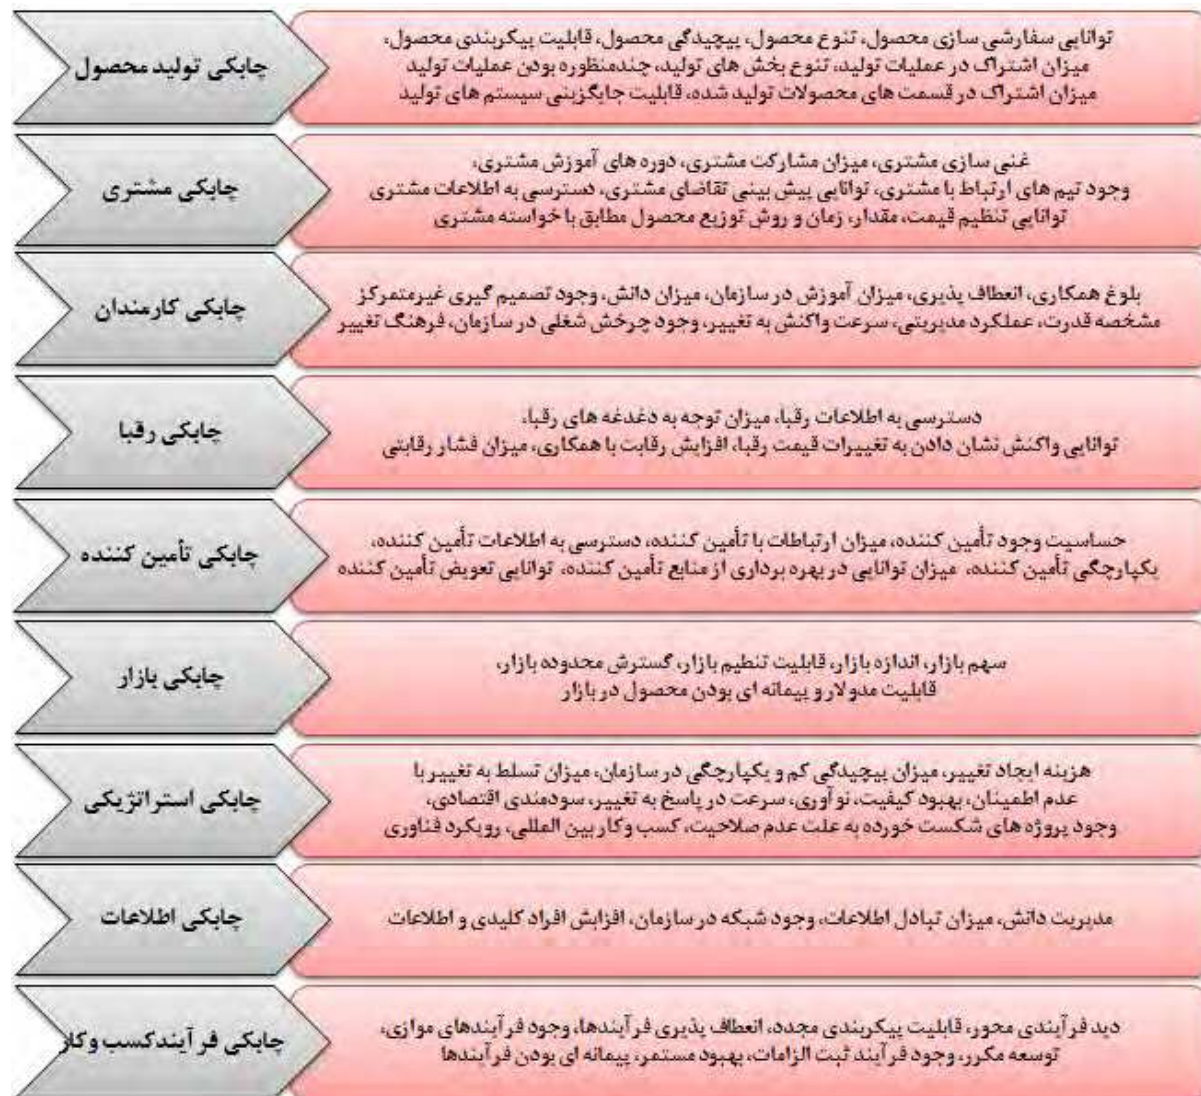 چابکی تولید محصول
توانایی سفارشی سازی محصول، تنوع محصول، پیچیدگی محصول، قابلیت پیکربندی محصول،
میزان اشتراک در عملیات تولید، تنوع بخش های تولید، چندمنظوره بودن عملیات تولید
میزان اشتراک در قسمت های محصولات تولید شده، قابلیت جایگزینی سیستم های تولید
چابکی مشتری
غنی سازی مشتری، میزان مشارکت مشتری، دوره های آموزش مشتری،
وجود تیم های ارتباط با مشتری، توانایی پیش بینی تقاضای مشتری، دسترسی به اطلاعات مشتری
توانایی تنظیم قیمت، مقدار، زمان و روش توزیع محصول مطابق با خواسته مشتری
چابکی کارمندان
بلوغ همکاری، انعطاف پذیری، میزان آموزش در سازمان، میزان دانش، وجود تصمیم گیری غیرمتمرکز
مشخصه قدرت، عملکرد مدیریتی، سرعت واکنش به تغییر، وجود چرخش شغلی در سازمان، فرهنگ تغییر
چابکی رقبا
دسترسی به اطلاعات رقبا، میزان توجه به دغدغه های رقبا،
توانایی واکنش نشان دادن به تغییرات قیمت رقبا، افزایش رقابت با همکاری، میزان فشار رقابتی
چابکی تأمین کننده
حساسیت وجود تأمین کننده، میزان ارتباطات با تأمین کننده، دسترسی به اطلاعات تأمین کننده،
یکپارچگی تأمین کننده، میزان توانایی در بهره برداری از منابع تأمین کننده، توانایی تعویض تأمین کننده
چابکی بازار
سهم بازار، اندازه بازار، قابلیت تنظیم بازار، گسترش محدوده بازار،
قابلیت مدولار و پیمانه ای بودن محصول در بازار
چابکی استراتژیکی
هزینه ایجاد تغییر، میزان پیچیدگی کم و یکپارچگی در سازمان، میزان تسلط به تغییر با
عدم اطمینان، بهبود کیفیت، نوآوری، سرعت در پاسخ به تغییر، سودمندی اقتصادی،
وجود پروژه های شکست خورده به علت عدم صلاحیت، کسب وکار بین المللی، رویکرد فناوری
چابکی اطلاعات
مدیریت دانش، میزان تبادل اطلاعات، وجود شبکه در سازمان، افزایش افراد کلیدی و اطلاعات
چابکی فرآیندکسب وکار
دید فرآیندی محور، قابلیت پیکربندی مجدد، انعطاف پذیری فرآیندها، وجود فرآیندهای موازی،
توسعه مکرر، وجود فرآیند ثبت الزامات، بهبود مستمر، پیمانه ای بودن فرآیندها